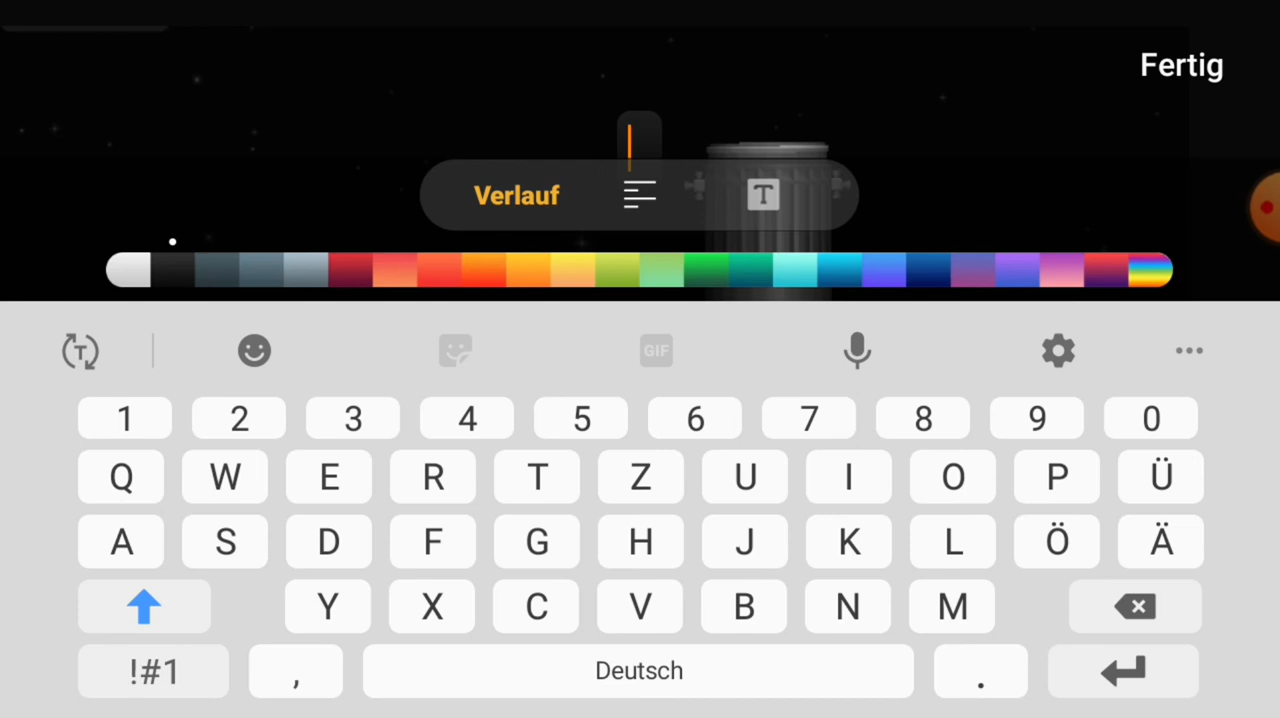 Fertig
Verlauf T
T GIF
1 2 3 4 5 6 7 8 9 0
Q W E R T Z U I O P Ü
A S D F G H J K L Ö Ä
Y X C V B N M
!#1 , Deutsch .